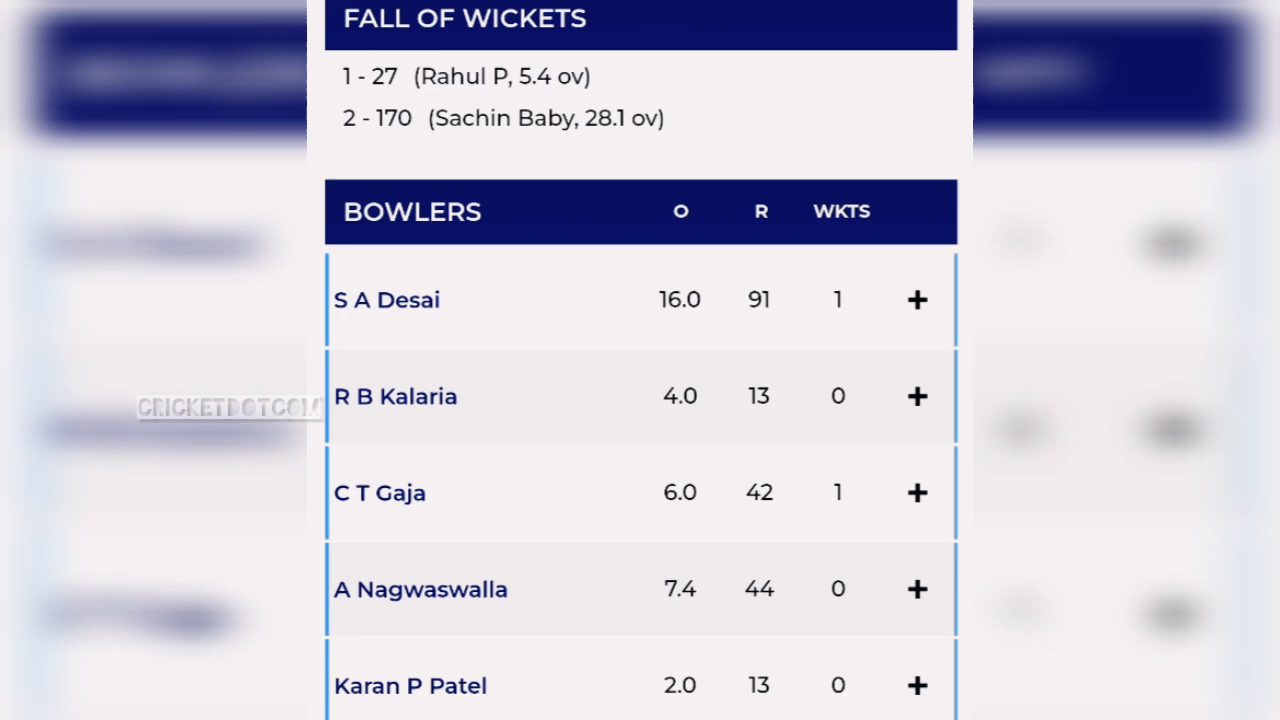 FALL OF WICKETS
1 - 27 (Rahul P, 5.4 ov)
2 - 170 (Sachin Baby, 28.1 ov)
BOWLERS O R WKTS
S A Desai 16.0 91 1 +
R B Kalaria 4.0 13 0 +
CRICKETDOTCOM
C T Gaja 6.0 42 1 +
A Nagwaswalla 7.4 44 0 +
Karan P Patel 2.0 13 0 +